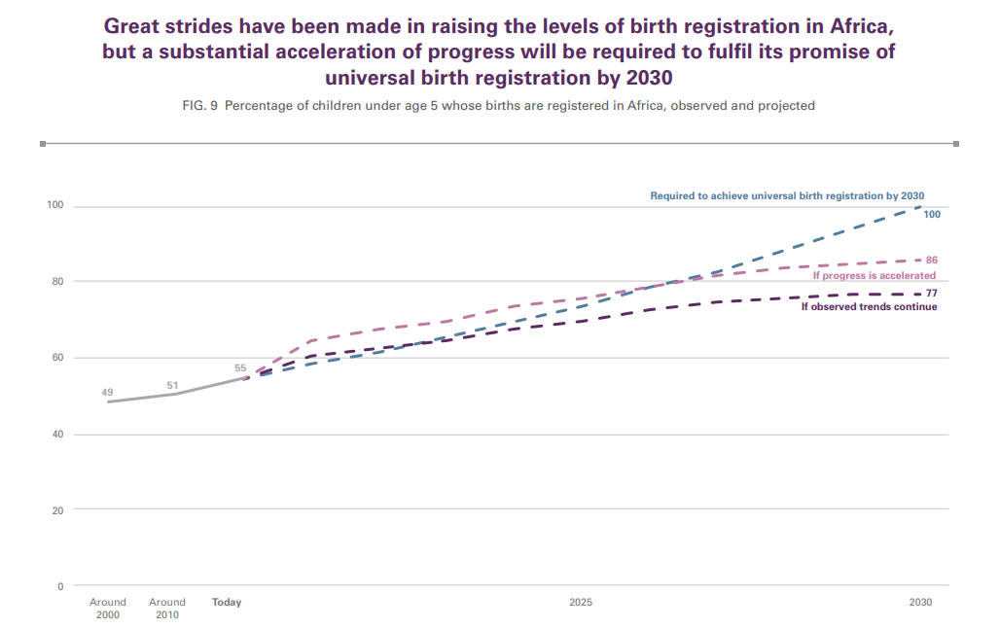 Great strides have been made in raising the levels of birth registration in Africa,
but a substantial acceleration of progress will be required to fulfil its promise of
universal birth registration by 2030
FIG. 9 Percentage of children under age 5 whose births are registered in Africa, observed and projected
Required to achieve universal birth registration by 2030
100
100
86
If progress is accelerated
80
77
If observed trends continue
60
55
51
49
40
20
0
Around
2000
Around
2010
Today
2025
2030